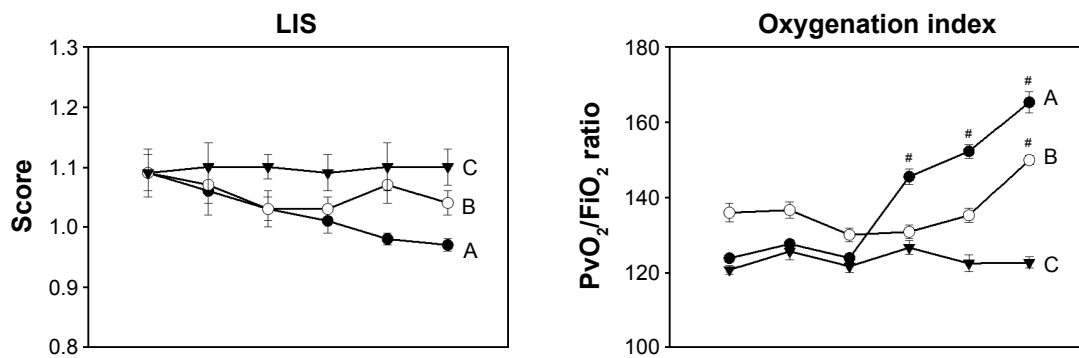 LIS
Score
1.3
1.2
1.1
1.0
0.9
0.8
C
B
A
Oxygenation index
PvO₂/FiO₂ ratio
180
160
140
120
100
#
#
#
#
A
B
C